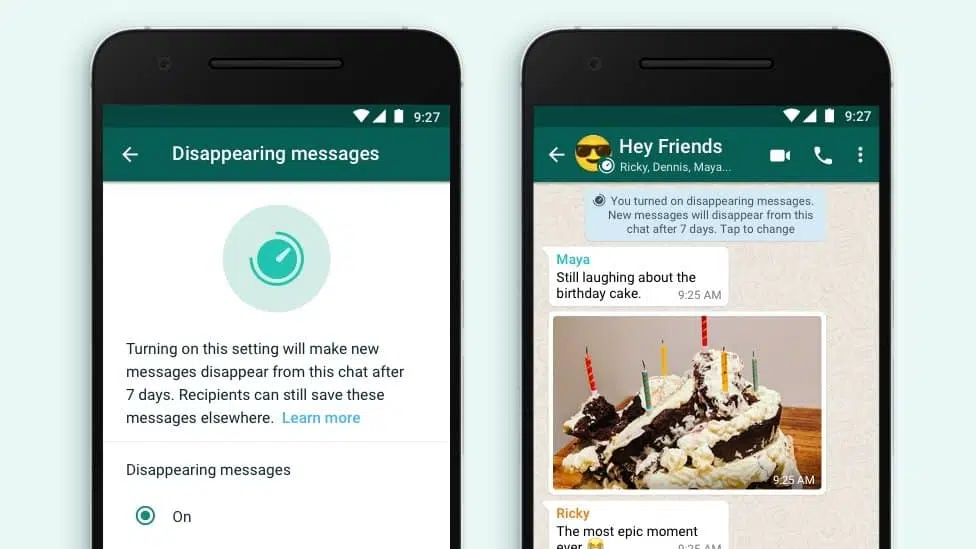 9:27
Disappearing messages
Turning on this setting will make new
messages disappear from this chat after
7 days. Recipients can still save these
messages elsewhere. Learn more
Disappearing messages
On
9:27
Hey Friends
Ricky, Dennis, Maya...
You turned on disappearing messages.
New messages will disappear from this
chat after 7 days. Tap to change
Maya
Still laughing about the
birthday cake. 9:25 AM
9:25 AM
Ricky
The most epic moment
ever 9:25 AM